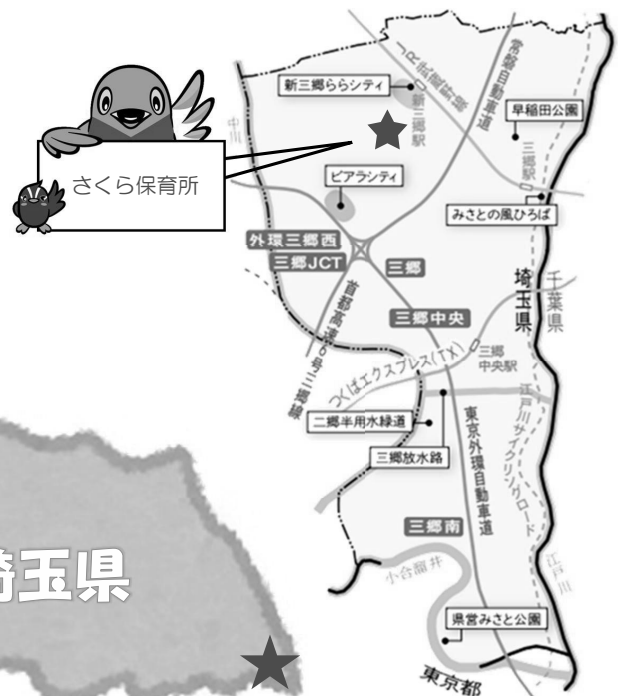 JR武蔵野線
常磐自動車道
新三郷ららシティ
新三郷駅
早稲田公園
中川
三郷駅
さくら保育所
ピアラシティ
みさとの風ひろば
外環三郷西
三郷JCT
三郷
埼玉県
千葉県
首都高速6号三郷線
三郷中央
つくばエクスプレス(TX)
三郷
中央駅
二郷半用水緑道
三郷放水路
東京外環自動車道
江戸川サイクリングロード
三郷南
江戸川
小合溜井
埼玉県
県営みさと公園
東京都